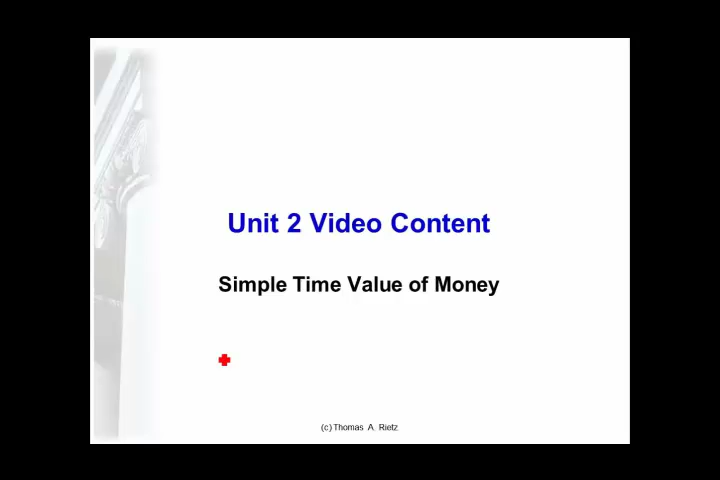 Unit 2 Video Content
Simple Time Value of Money
(c) Thomas A. Rietz